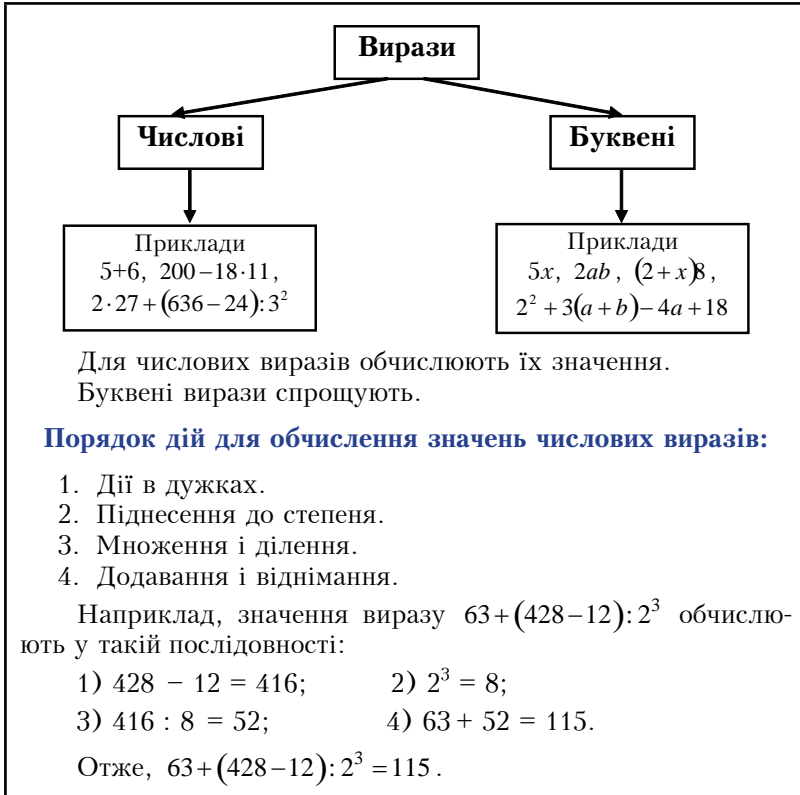 Вирази
Числові
Буквені
Приклади
5+6, 200−18·11,
2·27+(636−24):3²
Приклади
5x, 2ab, (2+x)8,
2²+3(a+b)−4a+18
Для числових виразів обчислюють їх значення.
Буквені вирази спрощують.
Порядок дій для обчислення значень числових виразів:
1. Дії в дужках.
2. Піднесення до степеня.
3. Множення і ділення.
4. Додавання і віднімання.
Наприклад, значення виразу 63+(428−12):2³ обчислю-
ють у такій послідовності:
1) 428 − 12 = 416; 2) 2³ = 8;
3) 416 : 8 = 52; 4) 63 + 52 = 115.
Отже, 63+(428−12):2³ =115.